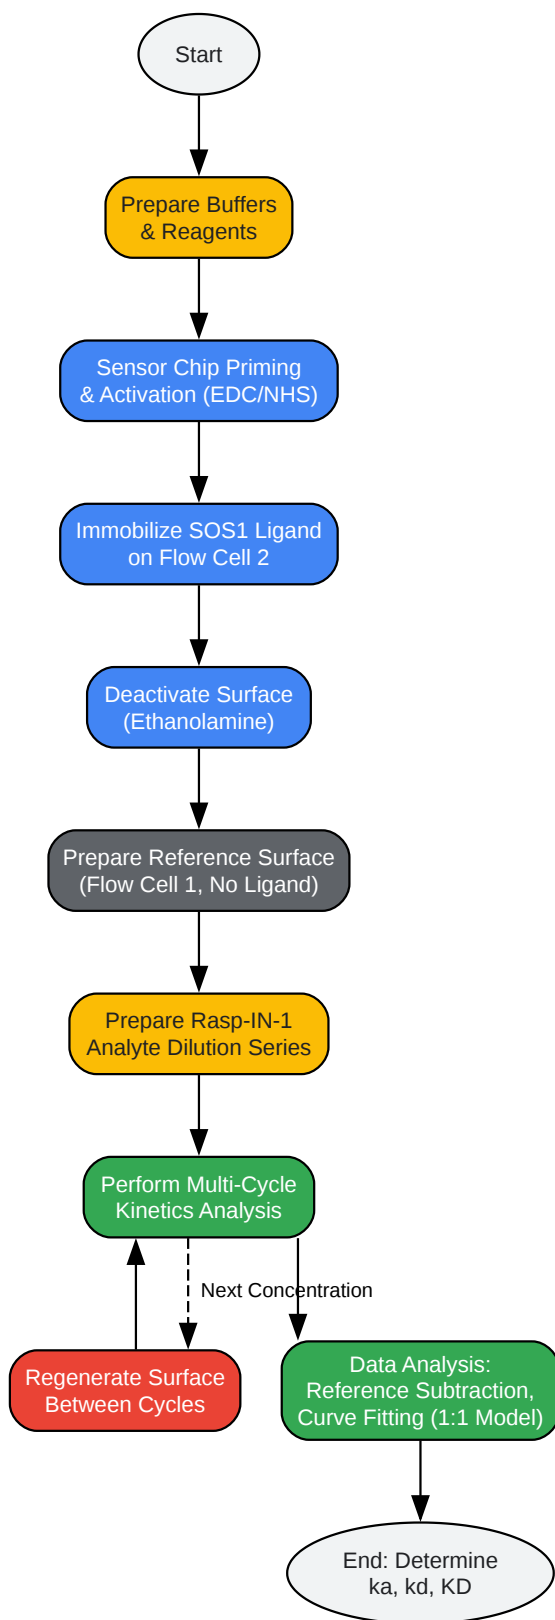 Start
Prepare Buffers
& Reagents
Sensor Chip Priming
& Activation (EDC/NHS)
Immobilize SOS1 Ligand
on Flow Cell 2
Deactivate Surface
(Ethanolamine)
Prepare Reference Surface
(Flow Cell 1, No Ligand)
Prepare Rasp-IN-1
Analyte Dilution Series
Perform Multi-Cycle
Kinetics Analysis
Next Concentration
Regenerate Surface
Between Cycles
Data Analysis:
Reference Subtraction,
Curve Fitting (1:1 Model)
End: Determine
ka, kd, KD